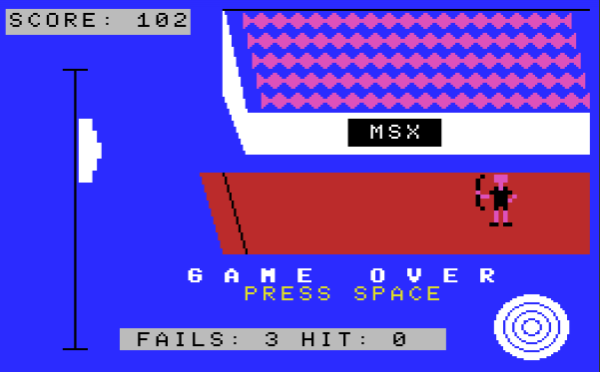 SCORE: 102
MSX
GAME OVER
PRESS SPACE
FAILS: 3 HIT: 0